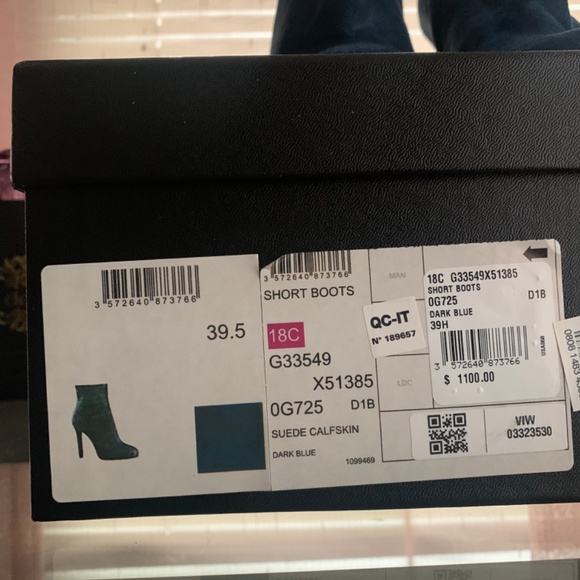 3 572640 873766
39.5
3 572640 873766
SHORT BOOTS
18C
G33549
X51385
0G725 D1B
SUEDE CALFSKIN
DARK BLUE
1099469
MAN
LDC
QC-IT
N° 189657
18C G33549X51385
SHORT BOOTS
0G725 D1B
DARK BLUE
39H
3 572640 873766
USA
$ 1100.00
VIW
03323530